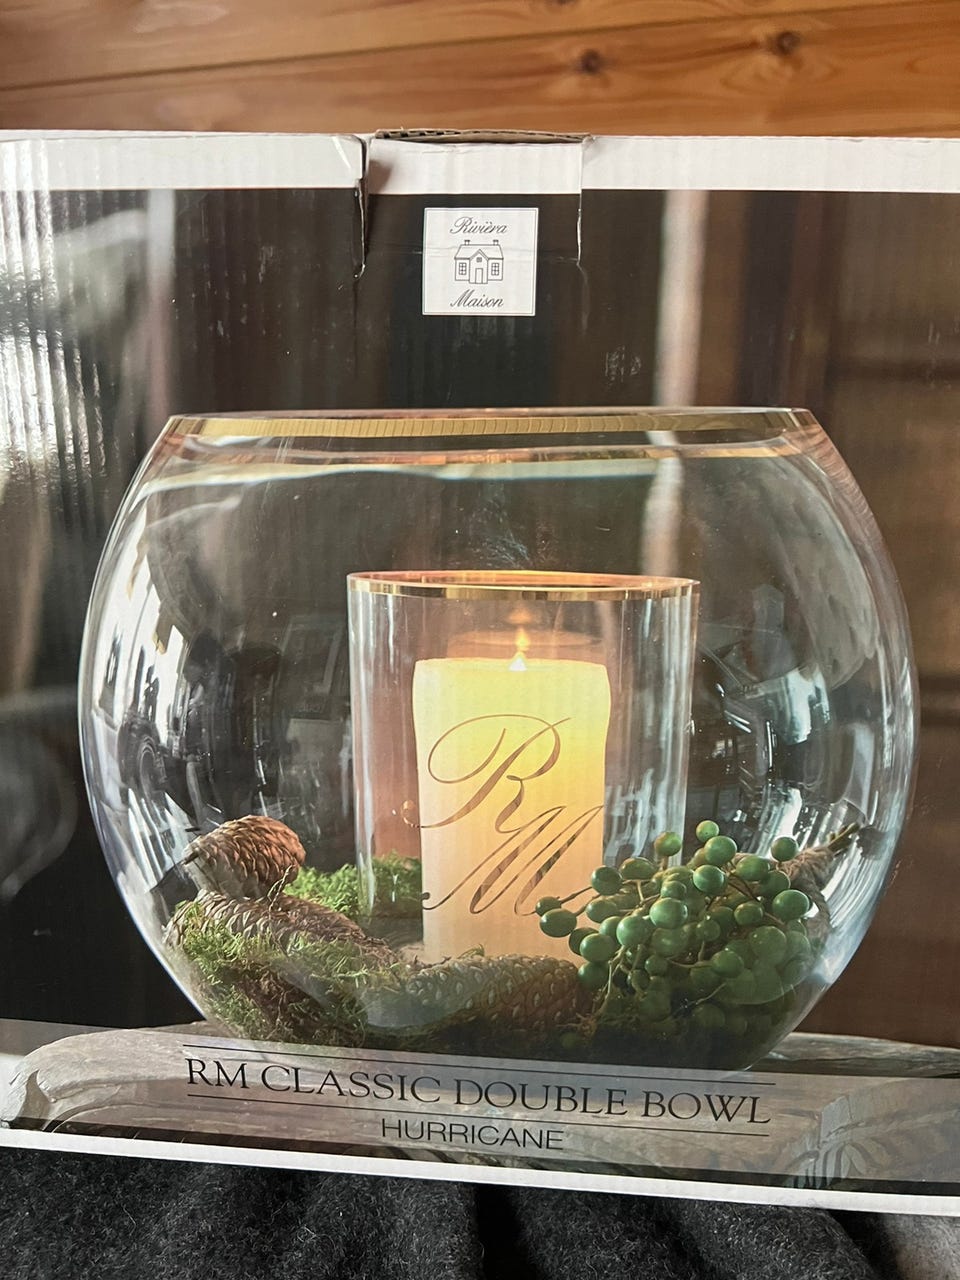 Rivièra
Maison
RM
RM CLASSIC DOUBLE BOWL
HURRICANE